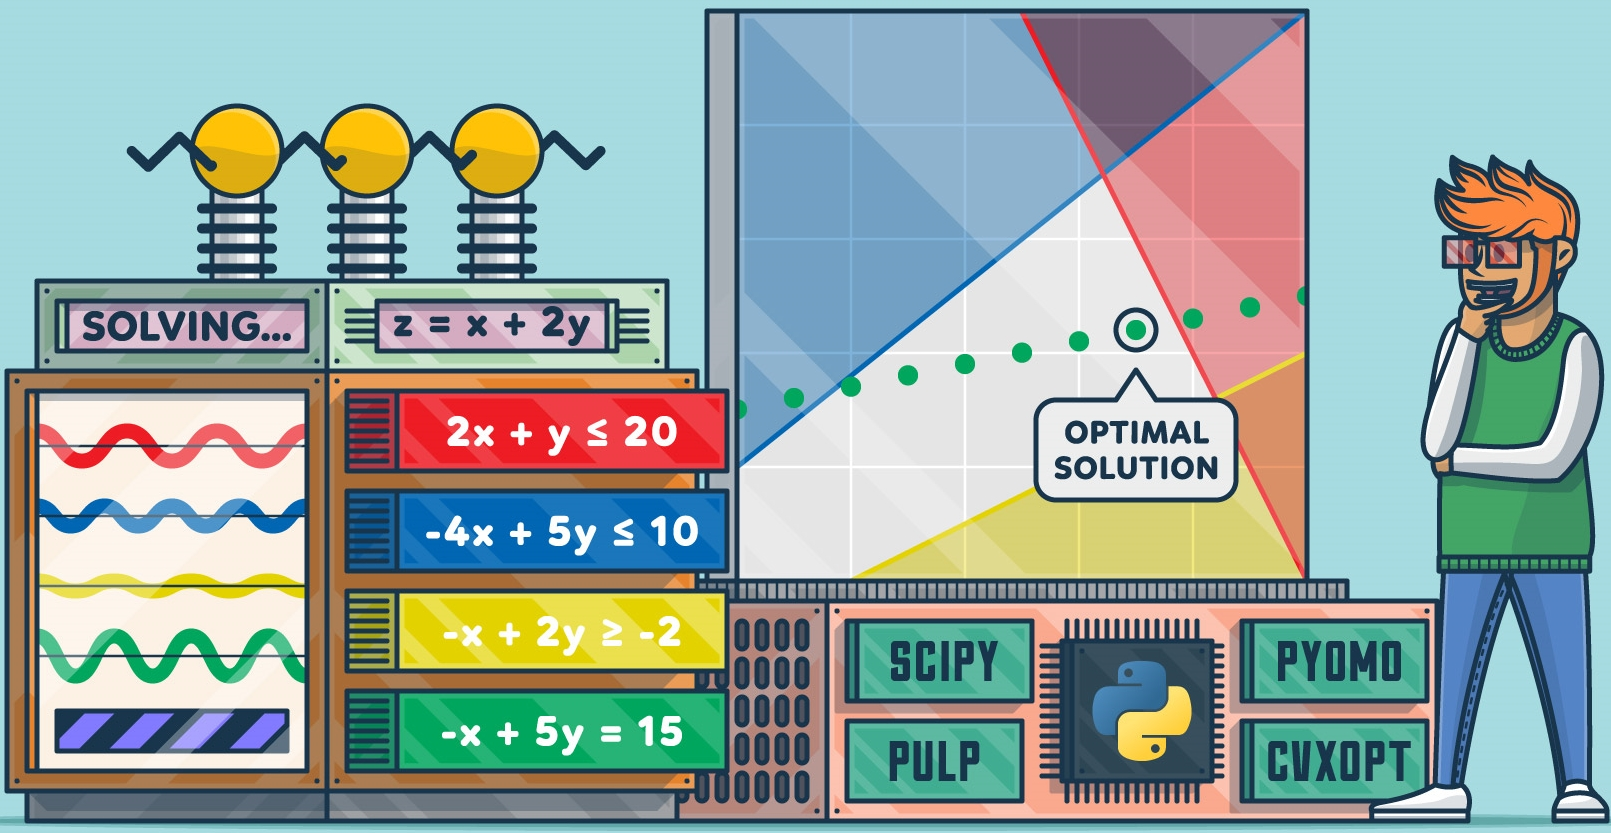 SOLVING...
z = x + 2y
2x + y ≤ 20
-4x + 5y ≤ 10
-x + 2y ≥ -2
-x + 5y = 15
OPTIMAL
SOLUTION
SCIPY
PYOMO
PULP
CVXOPT